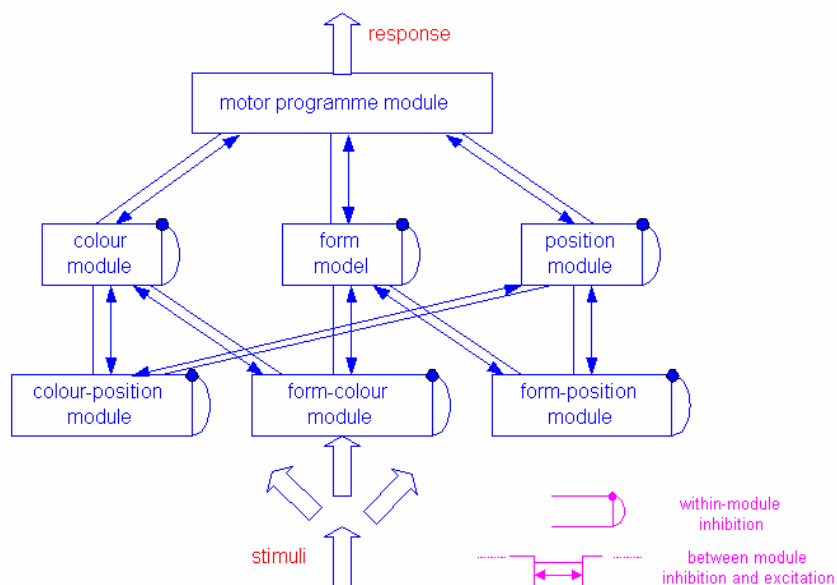 response
motor programme module
colour
module
form
model
position
module
colour-position
module
form-colour
module
form-position
module
within-module
inhibition
stimuli
between module
inhibition and excitation